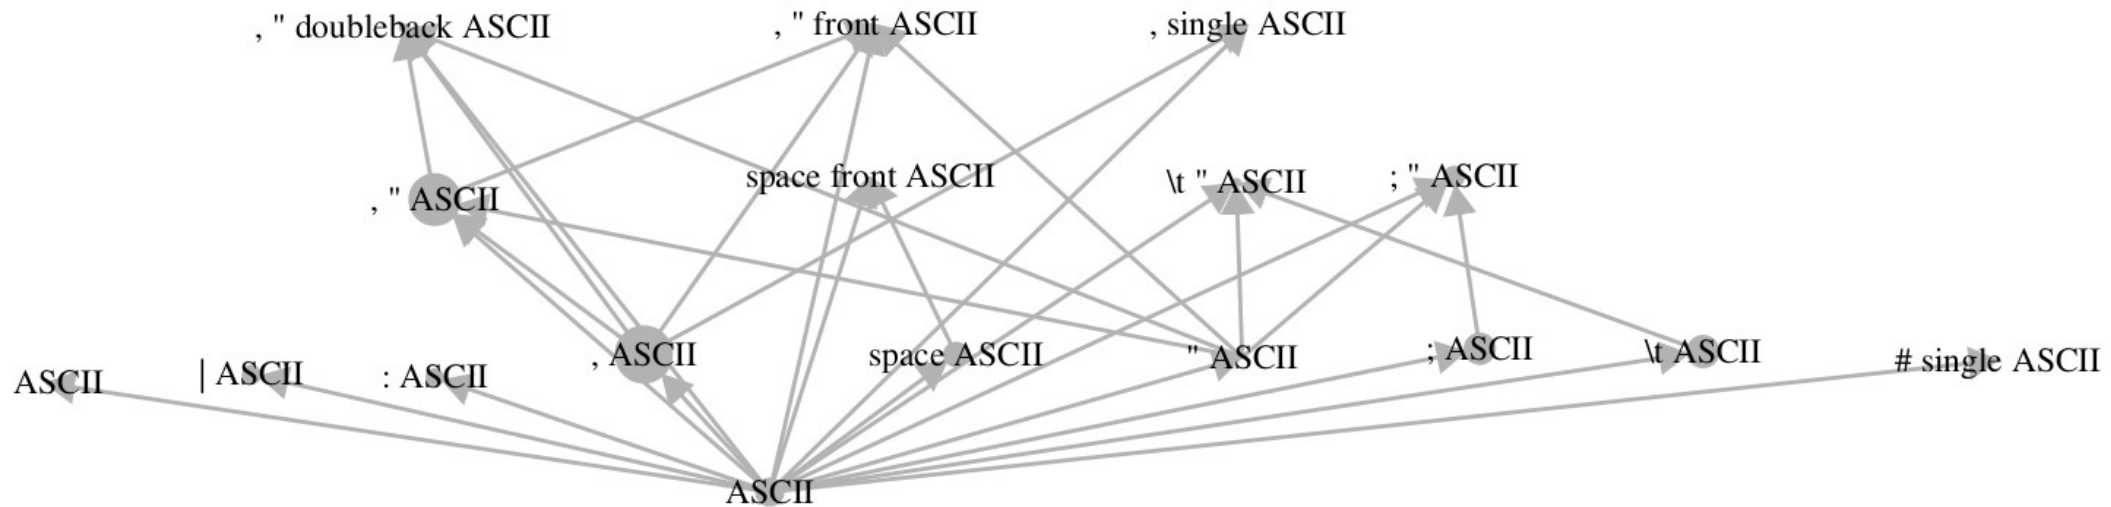 , " doubleback ASCII
, " front ASCII
, single ASCII
, " ASCII
space front ASCII
\t " ASCII
; " ASCII
ASCII
| ASCII
: ASCII
, ASCII
space ASCII
" ASCII
; ASCII
\t ASCII
# single ASCII
ASCII